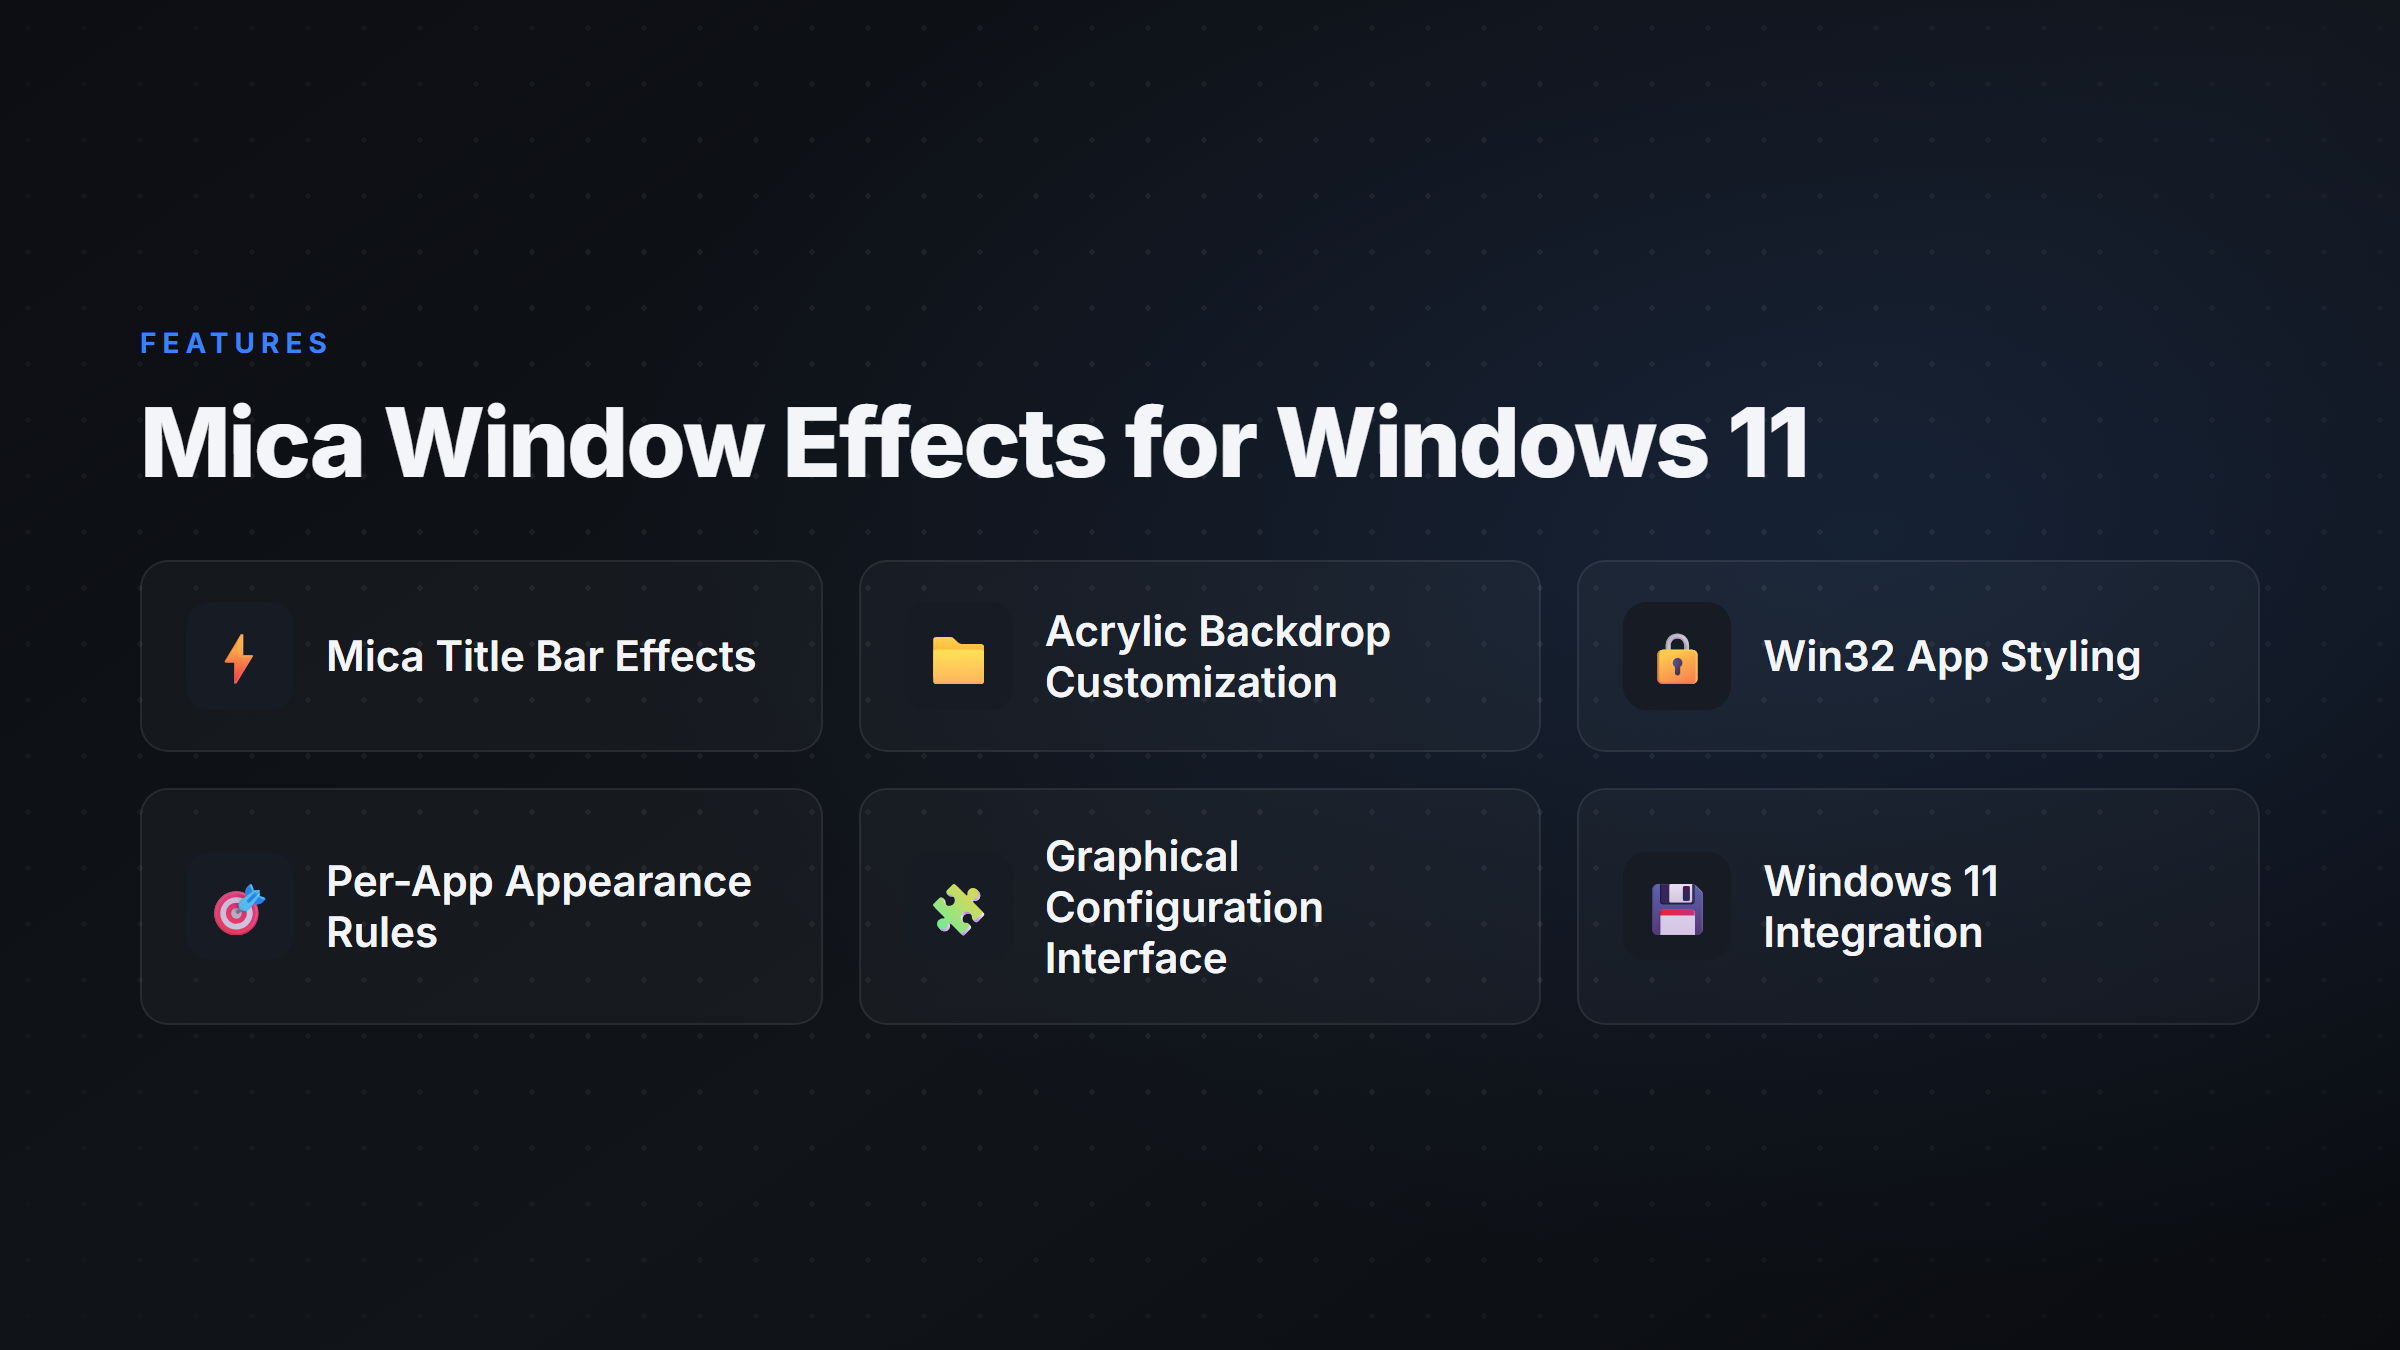 FEATURES
Mica Window Effects for Windows 11
Mica Title Bar Effects
Acrylic Backdrop
Customization
Win32 App Styling
Per-App Appearance
Rules
Graphical
Configuration
Interface
Windows 11
Integration